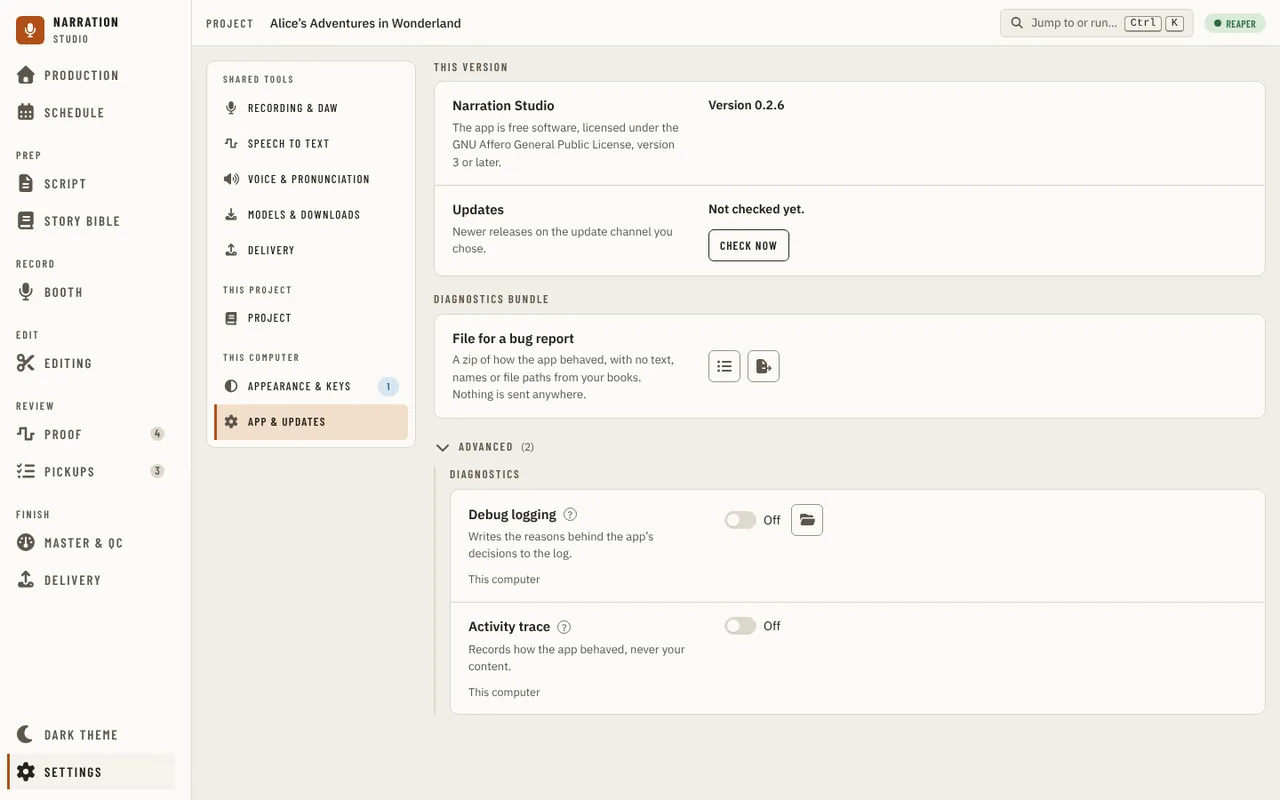 NARRATION
STUDIO
PRODUCTION
SCHEDULE
PREP
SCRIPT
STORY BIBLE
RECORD
BOOTH
EDIT
EDITING
REVIEW
PROOF 4
PICKUPS 3
FINISH
MASTER & QC
DELIVERY
DARK THEME
SETTINGS
PROJECT Alice's Adventures in Wonderland
Jump to or run... Ctrl K
REAPER
SHARED TOOLS
RECORDING & DAW
SPEECH TO TEXT
VOICE & PRONUNCIATION
MODELS & DOWNLOADS
DELIVERY
THIS PROJECT
PROJECT
THIS COMPUTER
APPEARANCE & KEYS 1
APP & UPDATES
THIS VERSION
Narration Studio
The app is free software, licensed under the
GNU Affero General Public License, version
3 or later.
Version 0.2.6
Updates
Newer releases on the update channel you
chose.
Not checked yet.
CHECK NOW
DIAGNOSTICS BUNDLE
File for a bug report
A zip of how the app behaved, with no text,
names or file paths from your books.
Nothing is sent anywhere.
ADVANCED (2)
DIAGNOSTICS
Debug logging ?
Writes the reasons behind the app's
decisions to the log.
This computer
Off
Activity trace ?
Records how the app behaved, never your
content.
This computer
Off